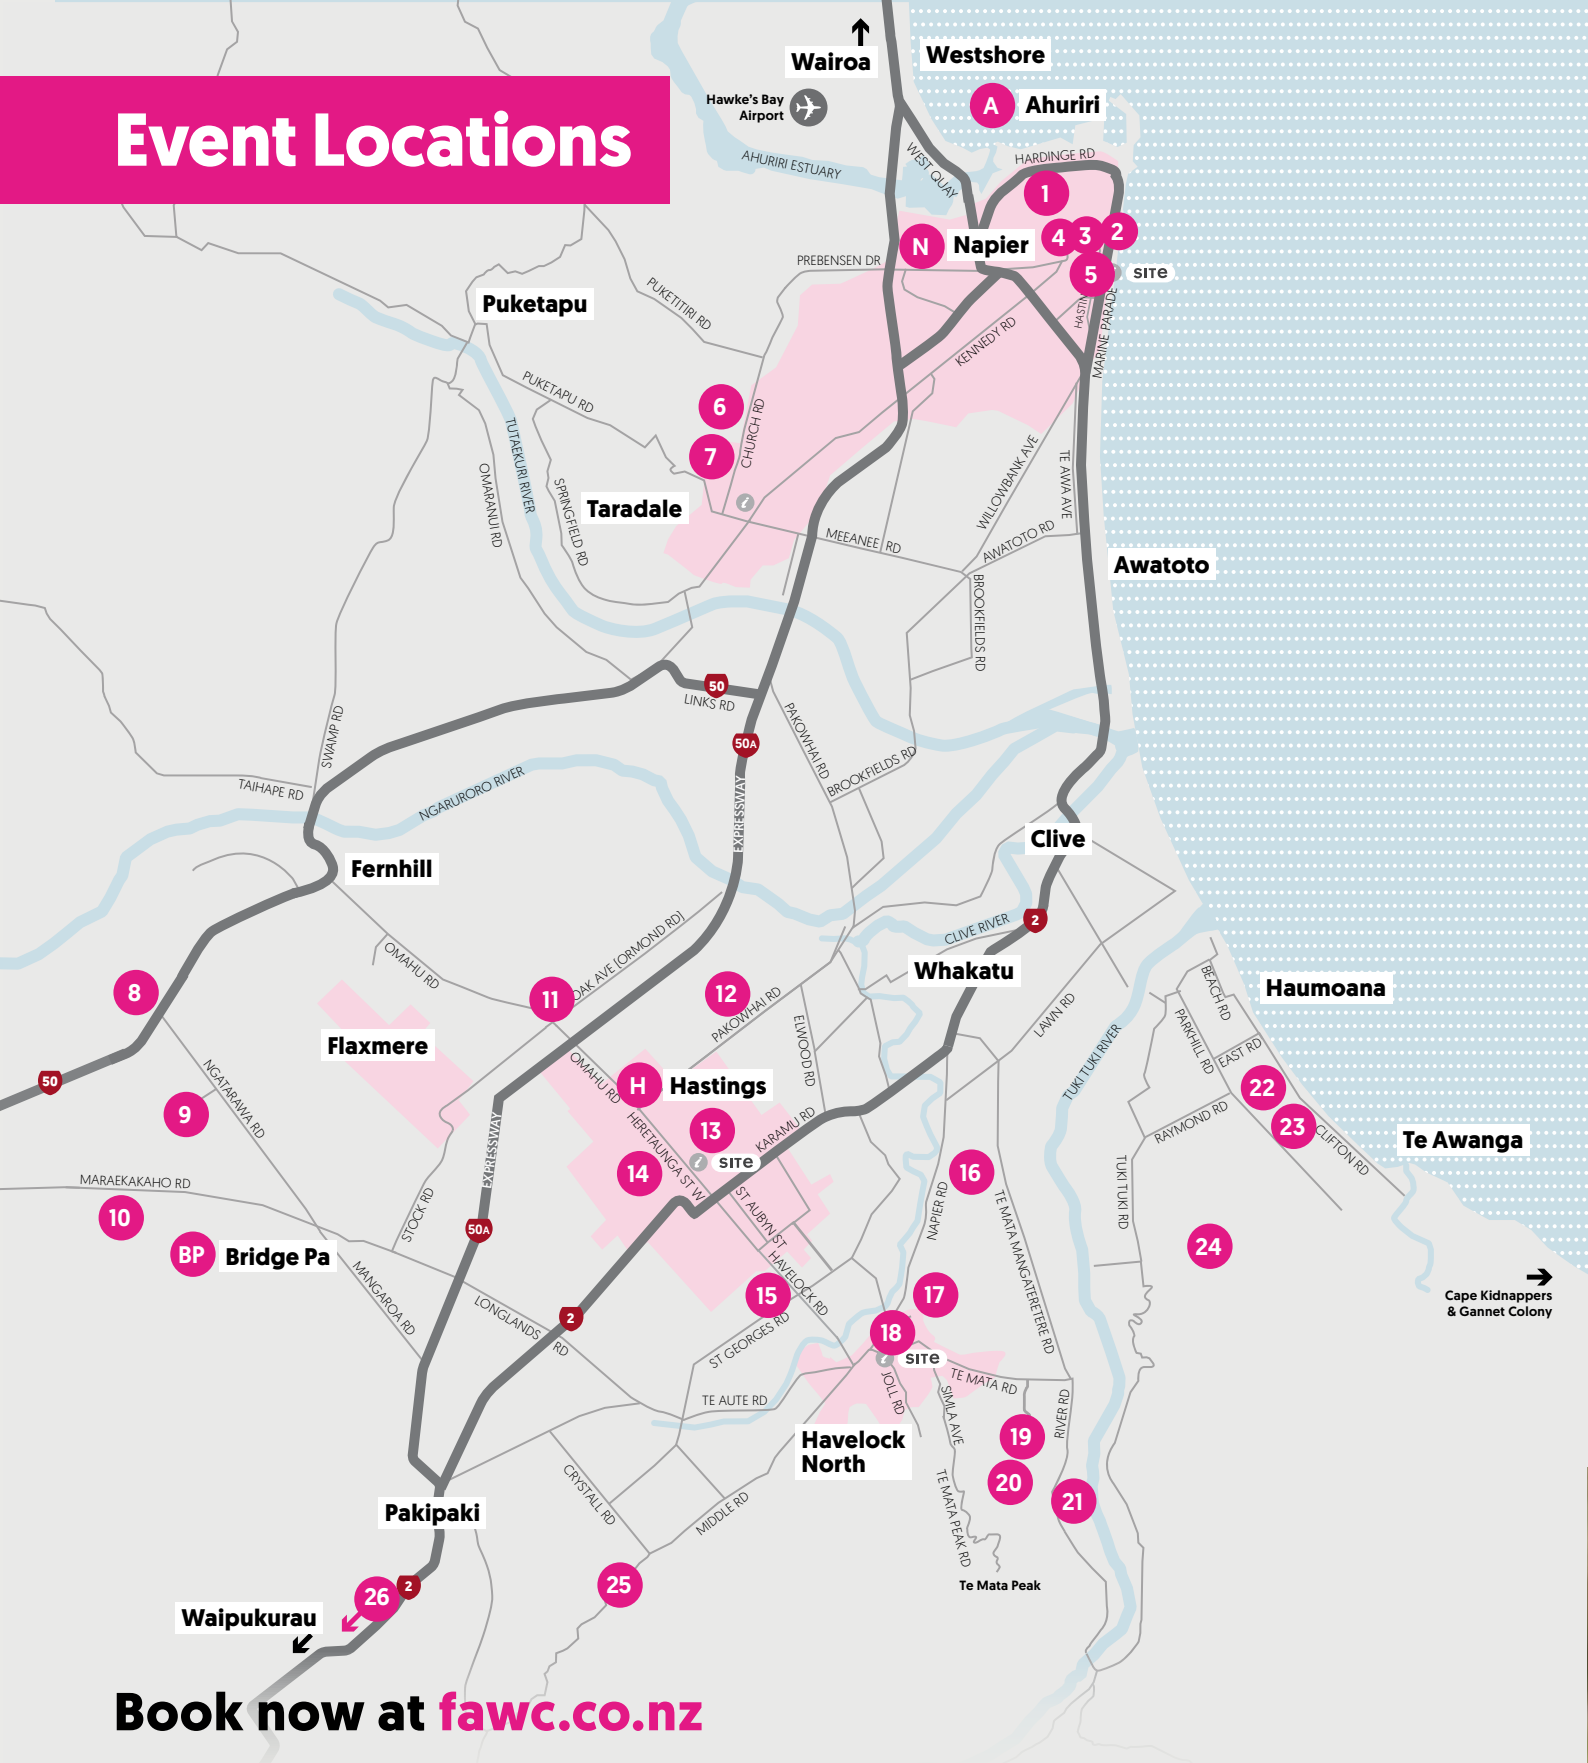 Wairoa
Westshore
Hawke's Bay
Airport
A
Ahuriri
Event Locations
AHURIRI ESTUARY
WEST QUAY
HARDINGE RD
1
N
Napier
4
3
2
5
SITE
PREBENSEN DR
PUKETITIRI RD
Puketapu
HASTIN
MARINE PARADE
KENNEDY RD
PUKETAPU RD
6
CHURCH RD
7
TUTAEKURI RIVER
OMARANUI RD
SPRINGFIELD RD
Taradale
i
WILLOWBANK AVE
TE AWA AVE
MEEANEE RD
AWATOTO RD
Awatoto
BROOKFIELDS RD
50
LINKS RD
SWAMP RD
50A
PAKOWHAI RD
BROOKFIELDS RD
TAIHAPE RD
NGARURORO RIVER
EXPRESSWAY
Clive
Fernhill
2
CLIVE RIVER
OMAHU RD
OAK AVE [ORMOND RD]
Whakatu
8
11
12
PAKOWHAI RD
Haumoana
BEACH RD
PARKHILL RD
EAST RD
LAWN RD
ELWOOD RD
Flaxmere
50
NGATARAWA RD
OMAHU RD
H
Hastings
TUKI TUKI RIVER
22
9
HERETAUNGA ST W
13
KARAMU RD
RAYMOND RD
23
CLIFTON RD
Te Awanga
EXPRESSWAY
i
SITE
14
16
MARAEKAKAHO RD
10
STOCK RD
ST AUBYN ST
NAPIER RD
TE MATA MANGATERETERE RD
TUKI TUKI RD
BP
Bridge Pa
50A
24
MANGAROA RD
HAVELOCK RD
15
17
Cape Kidnappers
& Gannet Colony
LONGLANDS RD
2
ST GEORGES RD
18
i
SITE
TE AUTE RD
JOLL RD
SIMLA AVE
TE MATA RD
RIVER RD
Havelock
North
19
20
21
CRYSTALL RD
MIDDLE RD
TE MATA PEAK RD
Pakipaki
Te Mata Peak
25
26
2
Waipukurau
Book now at fawc.co.nz